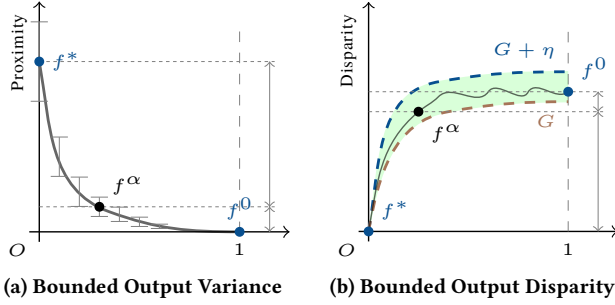 Proximity
f*
f^α
f^0
O
1
(a) Bounded Output Variance
Disparity
G + η
f^0
f^α
G
f*
O
1
(b) Bounded Output Disparity